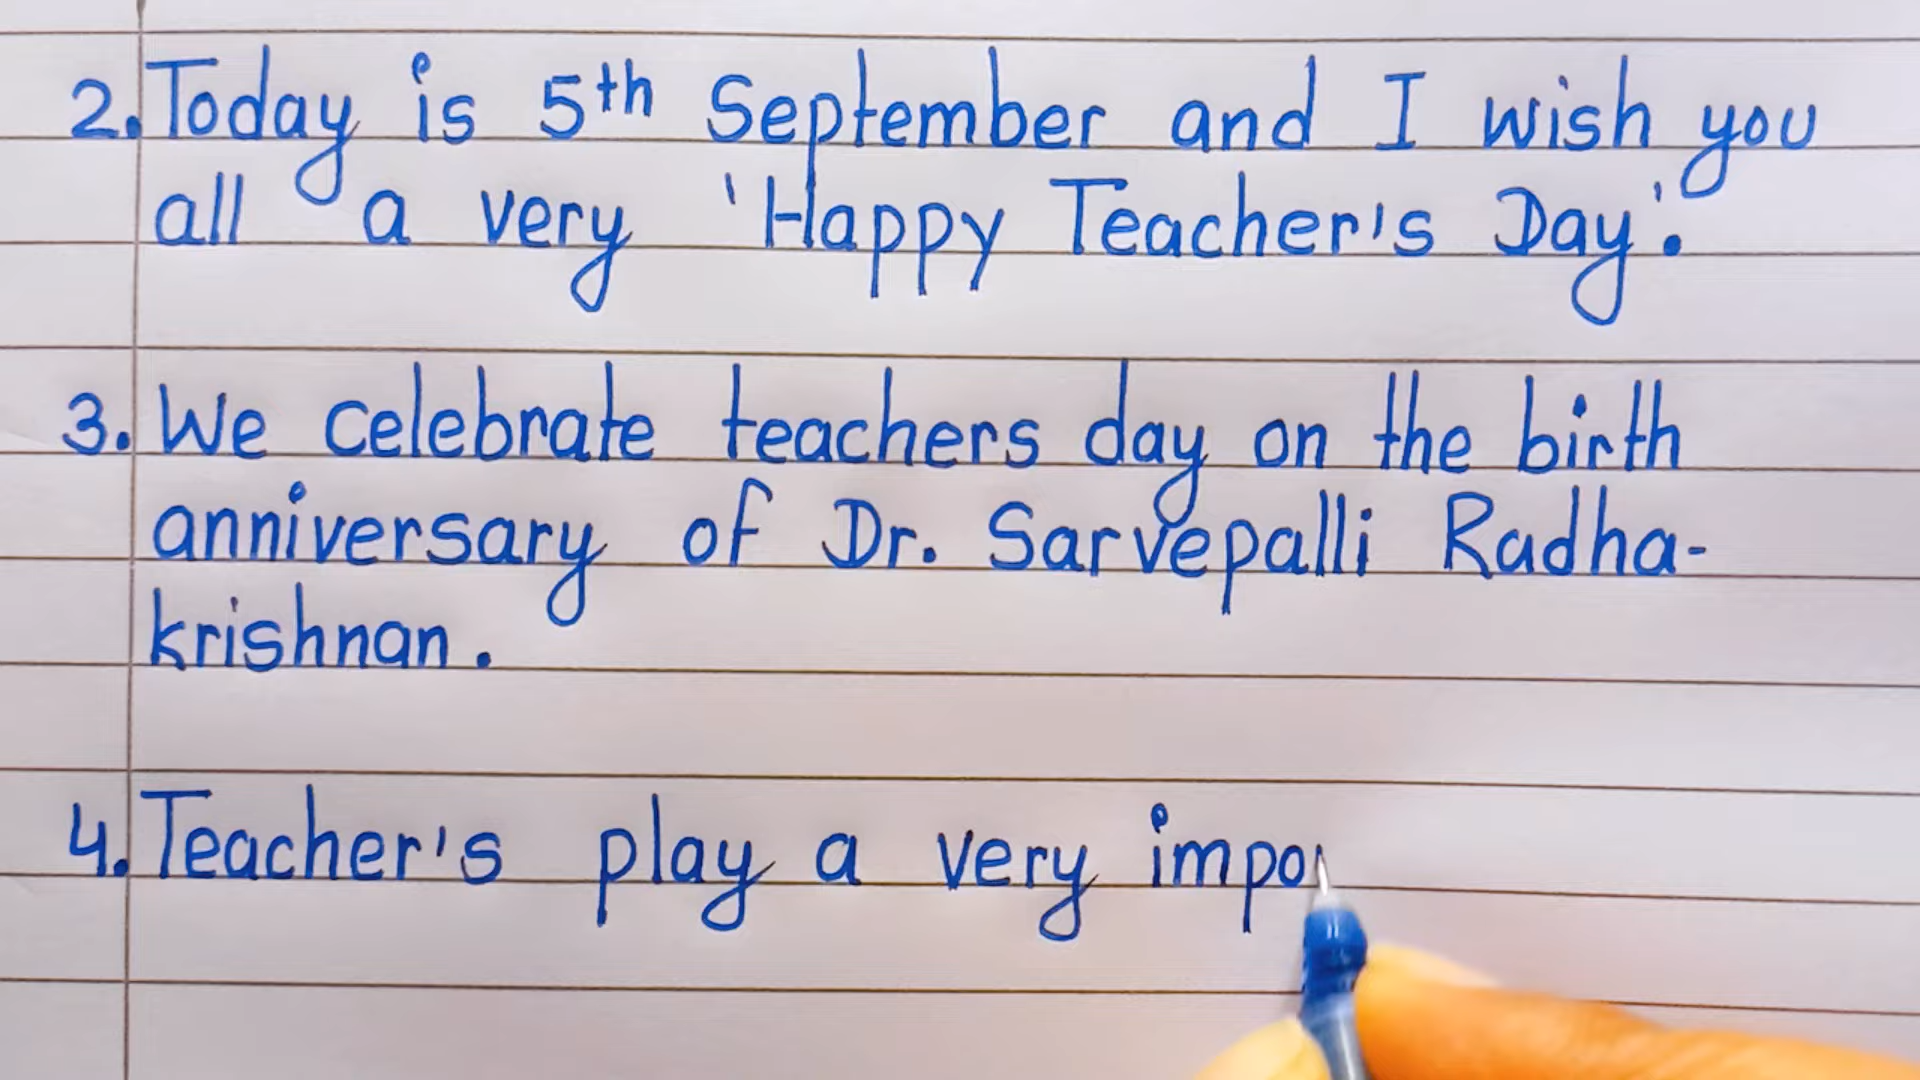 2. Today is 5th September and I wish you
all a very 'Happy Teacher's Day'.
3. We celebrate teachers day on the birth
anniversary of Dr. Sarvepalli Radha-
krishnan.
4. Teacher's play a very impo